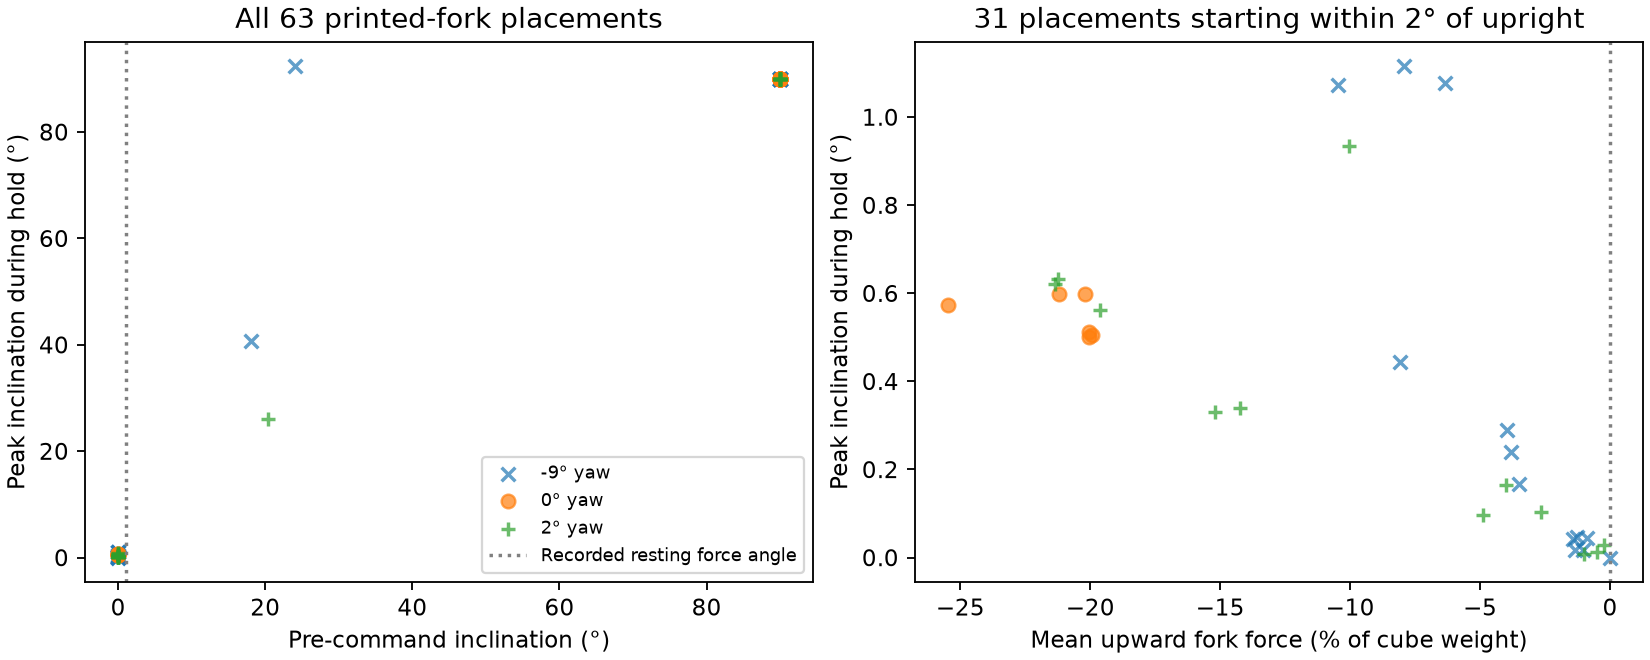 All 63 printed-fork placements
Peak inclination during hold (°)
80
60
40
20
0
-9° yaw
0° yaw
2° yaw
Recorded resting force angle
0
20
40
60
80
Pre-command inclination (°)
31 placements starting within 2° of upright
Peak inclination during hold (°)
1.0
0.8
0.6
0.4
0.2
0.0
−25
−20
−15
−10
−5
0
Mean upward fork force (% of cube weight)